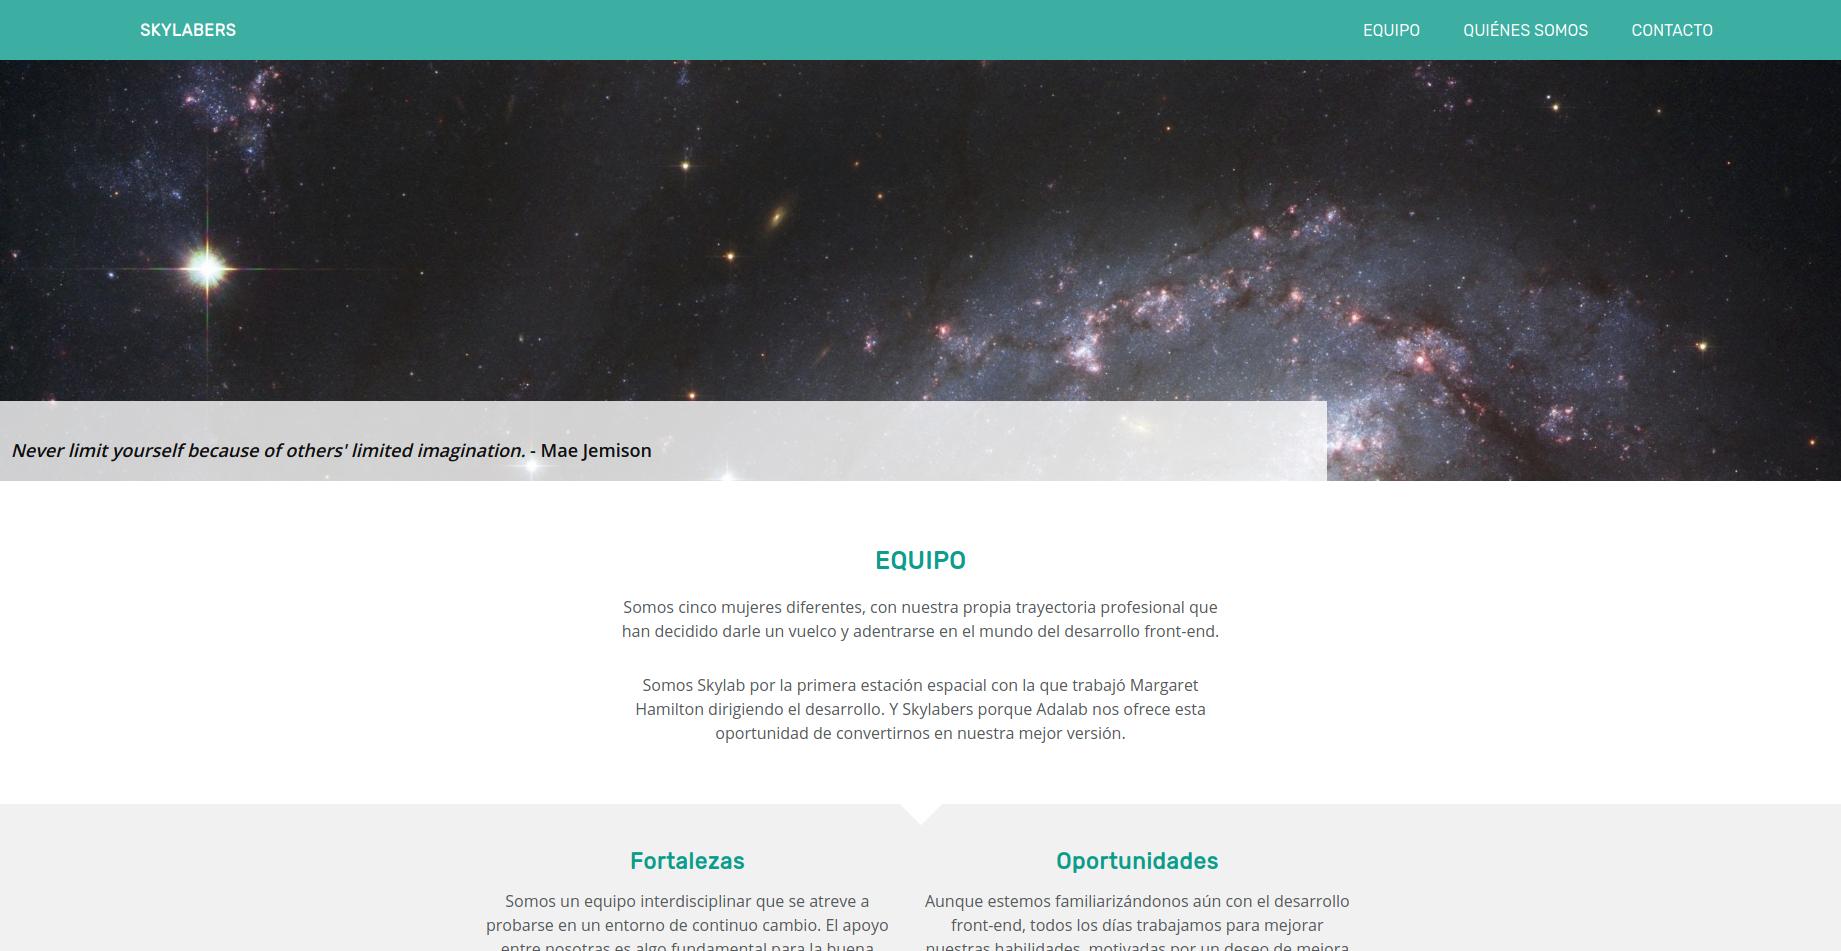 SKYLABERS
EQUIPO QUIÉNES SOMOS CONTACTO
Never limit yourself because of others' limited imagination. - Mae Jemison
EQUIPO
Somos cinco mujeres diferentes, con nuestra propia trayectoria profesional que
han decidido darle un vuelco y adentrarse en el mundo del desarrollo front-end.
Somos Skylab por la primera estación espacial con la que trabajó Margaret
Hamilton dirigiendo el desarrollo. Y Skylabers porque Adalab nos ofrece esta
oportunidad de convertirnos en nuestra mejor versión.
Fortalezas
Somos un equipo interdisciplinar que se atreve a
probarse en un entorno de continuo cambio. El apoyo
entre nosotras es algo fundamental para la buena
Oportunidades
Aunque estemos familiarizándonos aún con el desarrollo
front-end, todos los días trabajamos para mejorar
nuestras habilidades, motivadas por un deseo de mejora